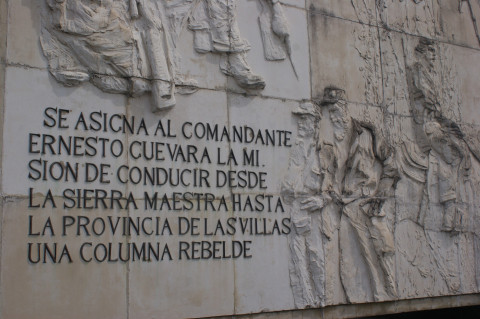 SE ASIGNA AL COMANDANTE
ERNESTO GUEVARA LA MI.
SION DE CONDUCIR DESDE
LA SIERRA MAESTRA HASTA
LA PROVINCIA DE LAS VILLAS
UNA COLUMNA REBELDE